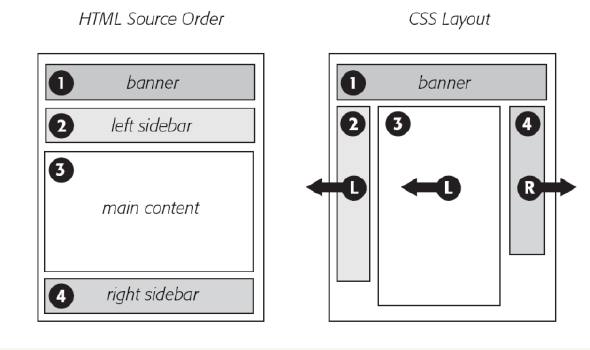 HTML Source Order
1 banner
2 left sidebar
3
main content
4 right sidebar
CSS Layout
1 banner
2 3 4
L L R